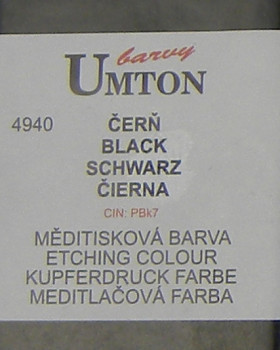 barvy
UMTON
4940
ČERŇ
BLACK
SCHWARZ
ČIERNA
CIN: PBk7
MĚDITISKOVÁ BARVA
ETCHING COLOUR
KUPFERDRUCK FARBE
MEDITLAČOVÁ FARBA